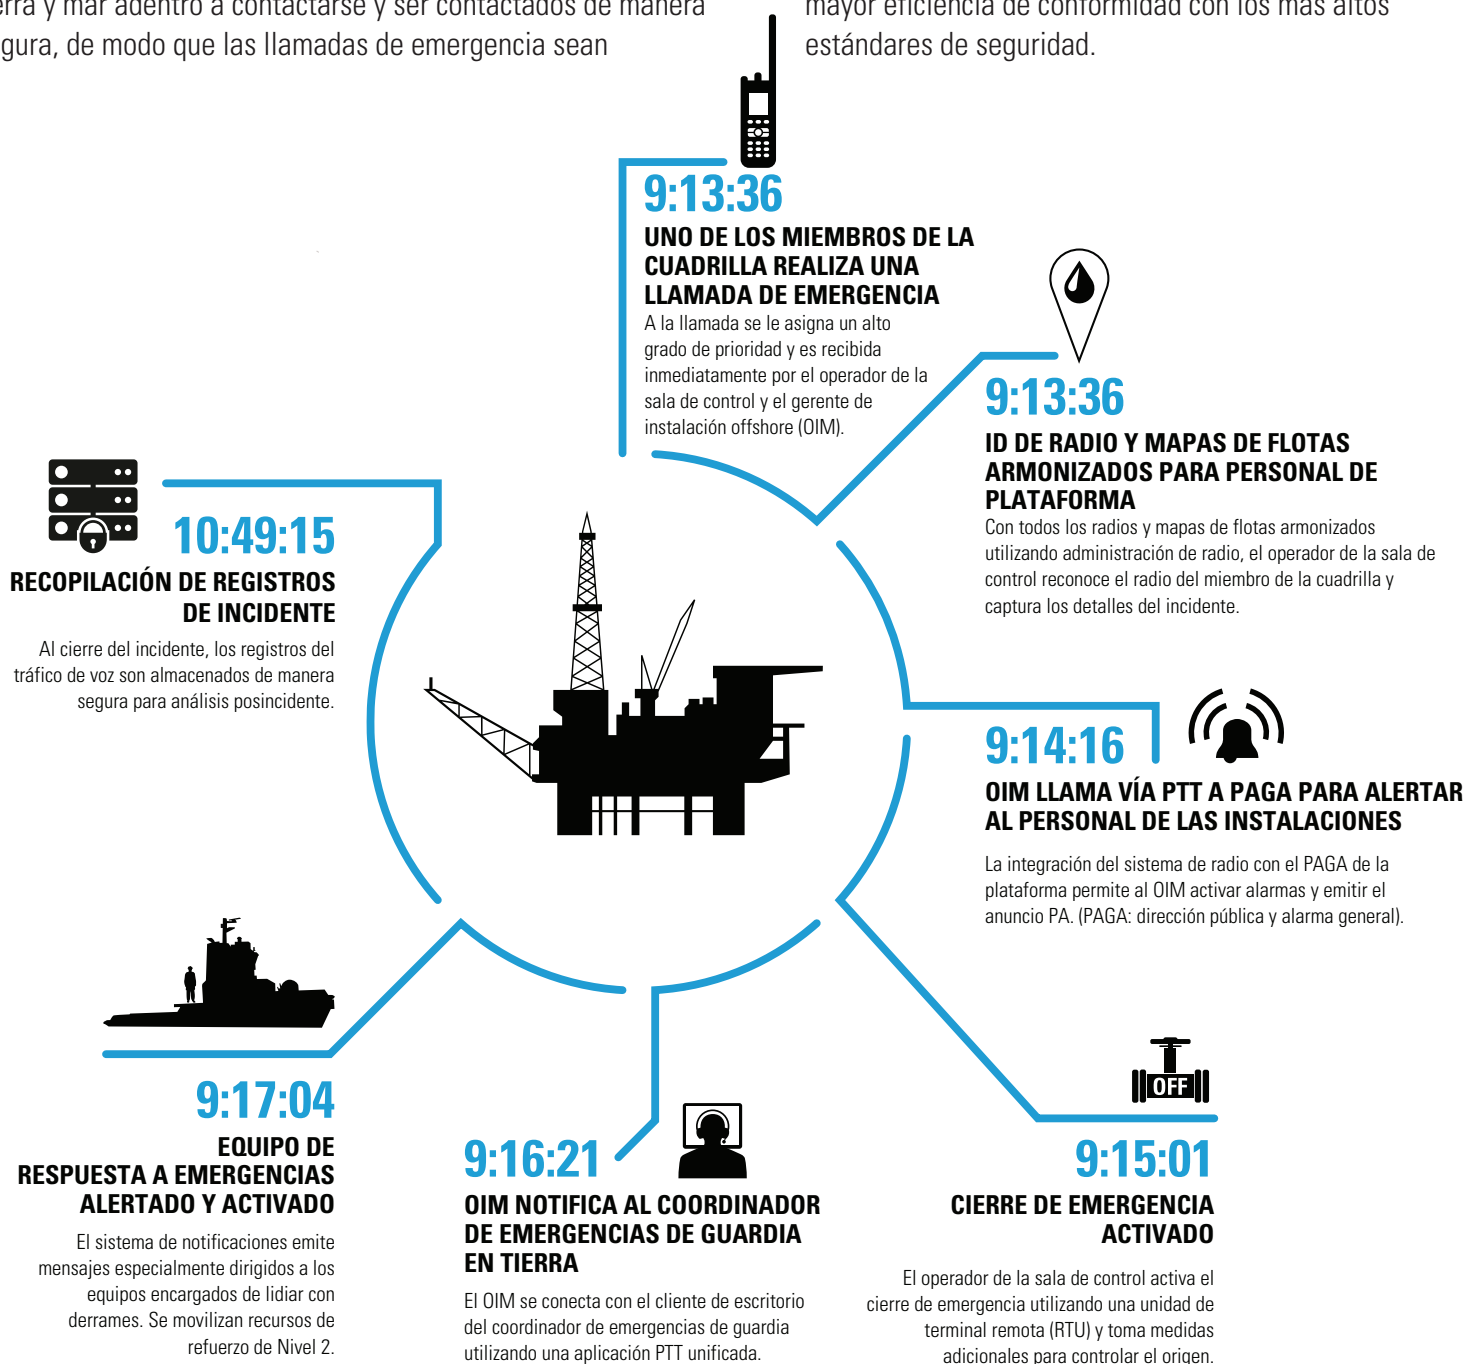 erra y mar adentro a contactarse y ser contactados de manera
gura, de modo que las llamadas de emergencia sean
mayor eficiencia de conformidad con los más altos
estándares de seguridad.
9:13:36
UNO DE LOS MIEMBROS DE LA
CUADRILLA REALIZA UNA
LLAMADA DE EMERGENCIA
A la llamada se le asigna un alto
grado de prioridad y es recibida
inmediatamente por el operador de la
sala de control y el gerente de
instalación offshore (OIM).
9:13:36
ID DE RADIO Y MAPAS DE FLOTAS
ARMONIZADOS PARA PERSONAL DE
PLATAFORMA
Con todos los radios y mapas de flotas armonizados
utilizando administración de radio, el operador de la sala de
control reconoce el radio del miembro de la cuadrilla y
captura los detalles del incidente.
9:14:16
OIM LLAMA VÍA PTT A PAGA PARA ALERTAR
AL PERSONAL DE LAS INSTALACIONES
La integración del sistema de radio con el PAGA de la
plataforma permite al OIM activar alarmas y emitir el
anuncio PA. (PAGA: dirección pública y alarma general).
OFF
9:15:01
CIERRE DE EMERGENCIA
ACTIVADO
El operador de la sala de control activa el
cierre de emergencia utilizando una unidad de
terminal remota (RTU) y toma medidas
adicionales para controlar el origen.
9:16:21
OIM NOTIFICA AL COORDINADOR
DE EMERGENCIAS DE GUARDIA
EN TIERRA
El OIM se conecta con el cliente de escritorio
del coordinador de emergencias de guardia
utilizando una aplicación PTT unificada.
9:17:04
EQUIPO DE
RESPUESTA A EMERGENCIAS
ALERTADO Y ACTIVADO
El sistema de notificaciones emite
mensajes especialmente dirigidos a los
equipos encargados de lidiar con
derrames. Se movilizan recursos de
refuerzo de Nivel 2.
10:49:15
RECOPILACIÓN DE REGISTROS
DE INCIDENTE
Al cierre del incidente, los registros del
tráfico de voz son almacenados de manera
segura para análisis posincidente.